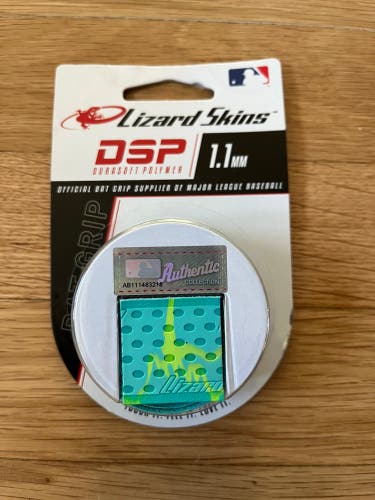 Lizard Skins
DSP
DURASOFT POLYMER
1.1MM
OFFICIAL BAT GRIP SUPPLIER OF MAJOR LEAGUE BASEBALL
BAT GRIP
Authentic
COLLECTION
Lizard